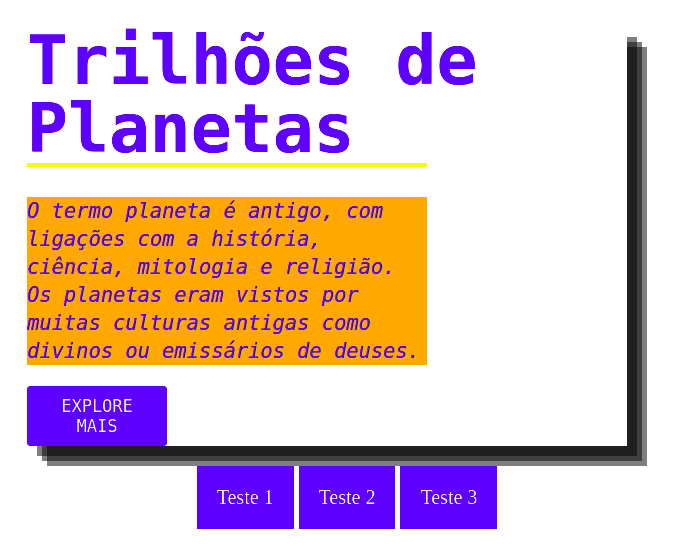 Trilhões de
Planetas
O termo planeta é antigo, com
ligações com a história,
ciência, mitologia e religião.
Os planetas eram vistos por
muitas culturas antigas como
divinos ou emissários de deuses.
EXPLORE
MAIS
Teste 1 Teste 2 Teste 3